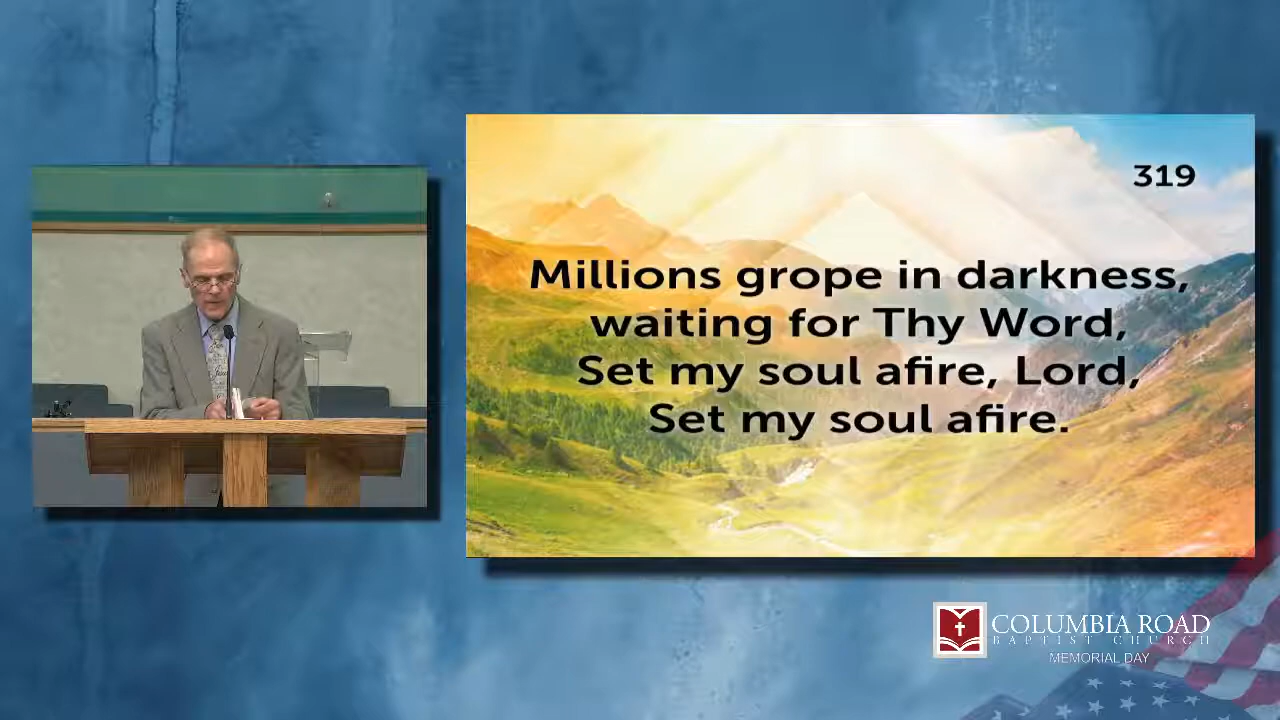 319
Millions grope in darkness,
waiting for Thy Word,
Set my soul afire, Lord,
Set my soul afire.
COLUMBIA ROAD
BAPTIST CHURCH
MEMORIAL DAY